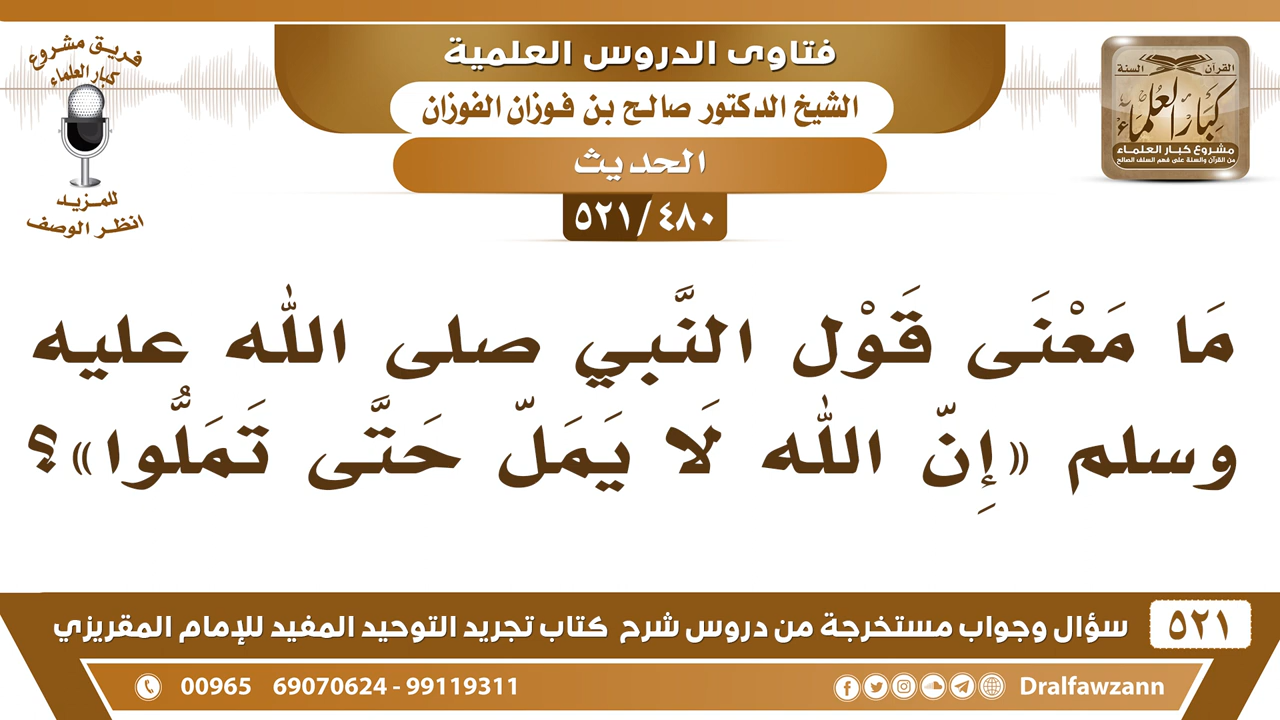 فريق مشروع
كبار العلماء
للمزيد
انظر الوصف
فتاوى الدروس العلمية
الشيخ الدكتور صالح بن فوزان الفوزان
الحديث
٥٢١/٤٨٠
القرآن السنة
كبار العلماء
مشروع كبار العلماء
من القرآن والسنة على فهم السلف الصالح
مَا مَعْنَى قَوْل النَّبي صلى الله عليه
وسلم «إِنّ الله لَا يَمَلّ حَتَّى تَمَلُّوا»؟
٥٢١ سؤال وجواب مستخرجة من دروس شرح كتاب تجريد التوحيد المفيد للإمام المقريزي
00965 69070624 - 99119311
Dralfawzann